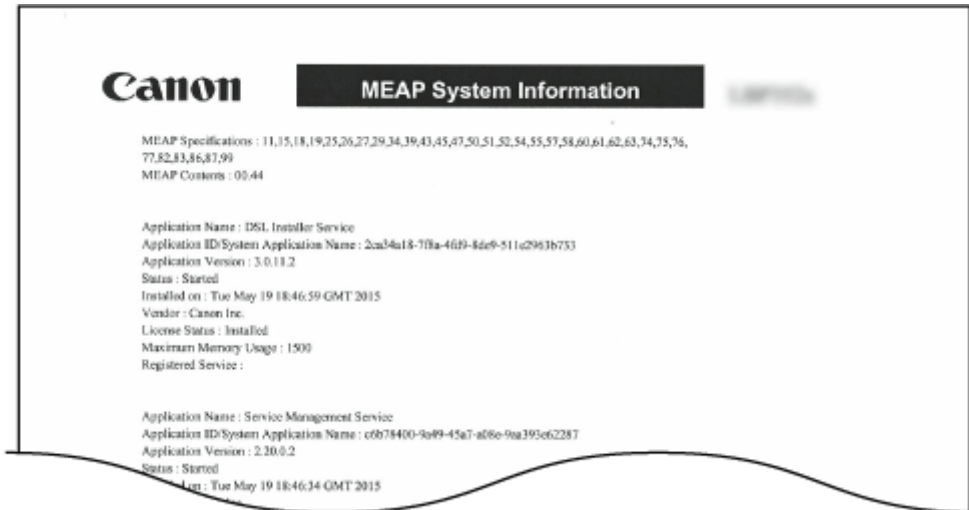 Canon
MEAP System Information
MEAP Specifications : 11,15,18,19,25,26,27,29,34,39,43,45,47,50,51,52,54,55,57,58,60,61,62,63,74,75,76,
77,82,83,86,87,99
MEAP Contents : 00.44
Application Name : DSL Installer Service
Application ID/System Application Name : 2ca34a18-7f8a-46d9-8de9-511c2963b753
Application Version : 3.0.11.2
Status : Started
Installed on : Tue May 19 18:46:59 GMT 2015
Vendor : Canon Inc.
License Status : Installed
Maximum Memory Usage : 1500
Registered Service :
Application Name : Service Management Service
Application ID/System Application Name : c6b78400-9a49-45a7-a08e-9aa393e62287
Application Version : 2.20.0.2
Status : Started
on : Tue May 19 18:46:34 GMT 2015